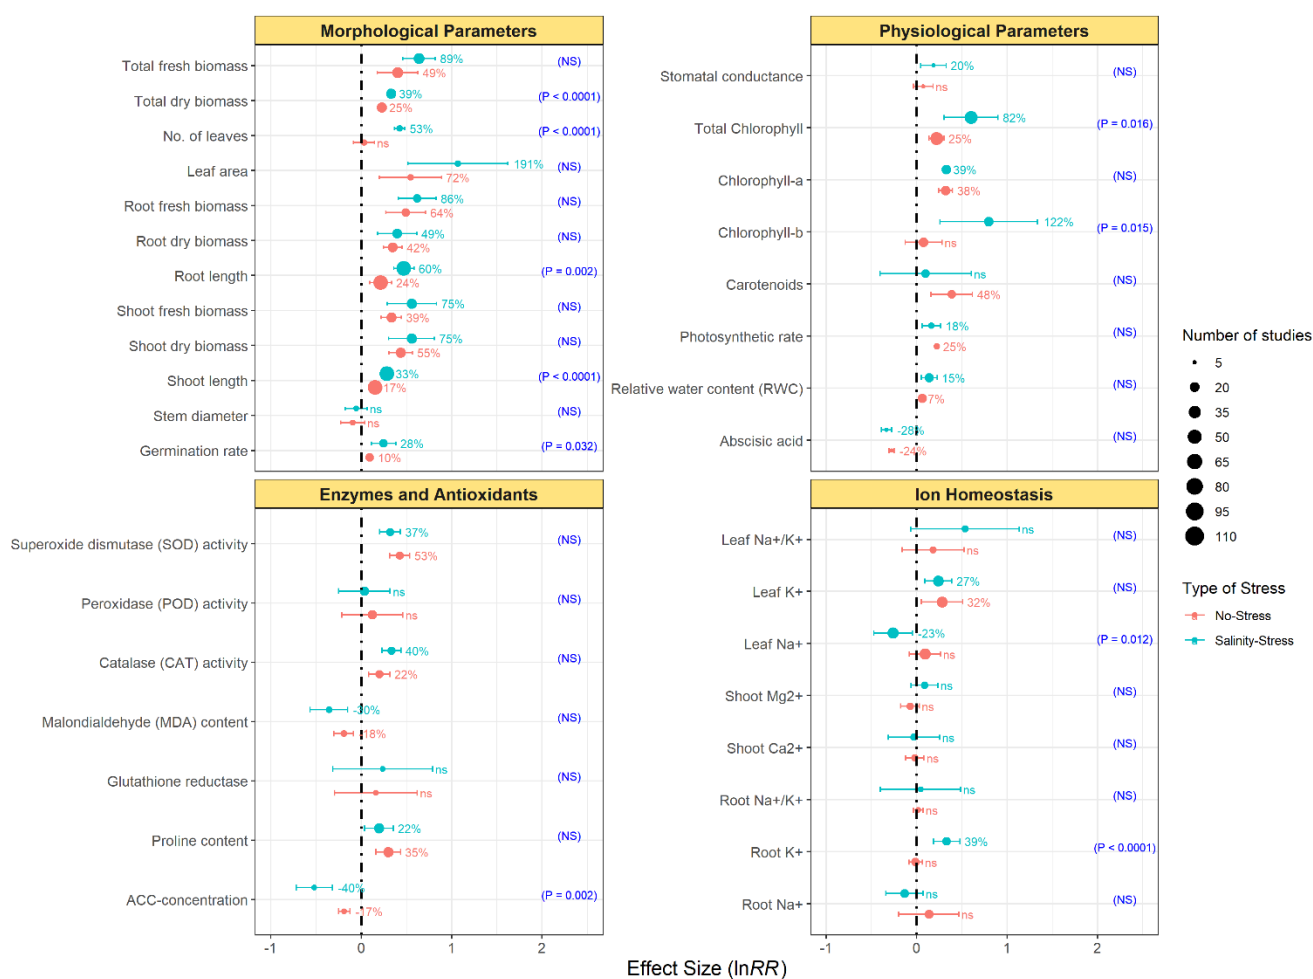 Morphological Parameters
Total fresh biomass 89% 49% (NS)
Total dry biomass 39% 25% (P < 0.0001)
No. of leaves 53% ns (P < 0.0001)
Leaf area 191% 72% (NS)
Root fresh biomass 86% 64% (NS)
Root dry biomass 49% 42% (NS)
Root length 60% 24% (P = 0.002)
Shoot fresh biomass 75% 39% (NS)
Shoot dry biomass 75% 55% (NS)
Shoot length 33% 17% (P < 0.0001)
Stem diameter ns ns (NS)
Germination rate 28% 10% (P = 0.032)
Physiological Parameters
Stomatal conductance 20% ns (NS)
Total Chlorophyll 82% 25% (P = 0.016)
Chlorophyll-a 39% 38% (NS)
Chlorophyll-b 122% ns (P = 0.015)
Carotenoids ns 48% (NS)
Photosynthetic rate 18% 25% (NS)
Relative water content (RWC) 15% 7% (NS)
Abscisic acid -28% -24% (NS)
Enzymes and Antioxidants
Superoxide dismutase (SOD) activity 37% 53% (NS)
Peroxidase (POD) activity ns ns (NS)
Catalase (CAT) activity 40% 22% (NS)
Malondialdehyde (MDA) content -30% -18% (NS)
Glutathione reductase ns ns (NS)
Proline content 22% 35% (NS)
ACC-concentration -40% -17% (P = 0.002)
-1 0 1 2
Ion Homeostasis
Leaf Na+/K+ ns ns (NS)
Leaf K+ 27% 32% (NS)
Leaf Na+ -23% ns (P = 0.012)
Shoot Mg2+ ns ns (NS)
Shoot Ca2+ ns ns (NS)
Root Na+/K+ ns ns (NS)
Root K+ 39% ns (P < 0.0001)
Root Na+ ns ns (NS)
-1 0 1 2
Effect Size (lnRR)
Number of studies
5
20
35
50
65
80
95
110
Type of Stress
No-Stress
Salinity-Stress